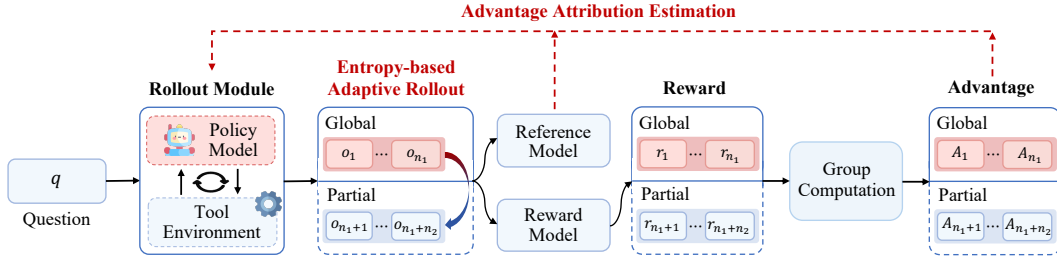 Advantage Attribution Estimation
q
Question
Rollout Module
Policy
Model
Tool
Environment
Entropy-based
Adaptive Rollout
Global
o₁ ... oₙ₁
Partial
oₙ₁₊₁ ... oₙ₁₊ₙ₂
Reference
Model
Reward
Model
Reward
Global
r₁ ... rₙ₁
Partial
rₙ₁₊₁ ... rₙ₁₊ₙ₂
Group
Computation
Advantage
Global
A₁ ... Aₙ₁
Partial
Aₙ₁₊₁ ... Aₙ₁₊ₙ₂